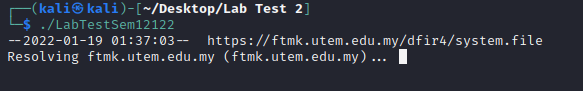 ┌──(kali㉿kali)-[~/Desktop/Lab Test 2]
└─$ ./LabTestSem12122
--2022-01-19 01:37:03--  https://ftmk.utem.edu.my/dfir4/system.file
Resolving ftmk.utem.edu.my (ftmk.utem.edu.my)...